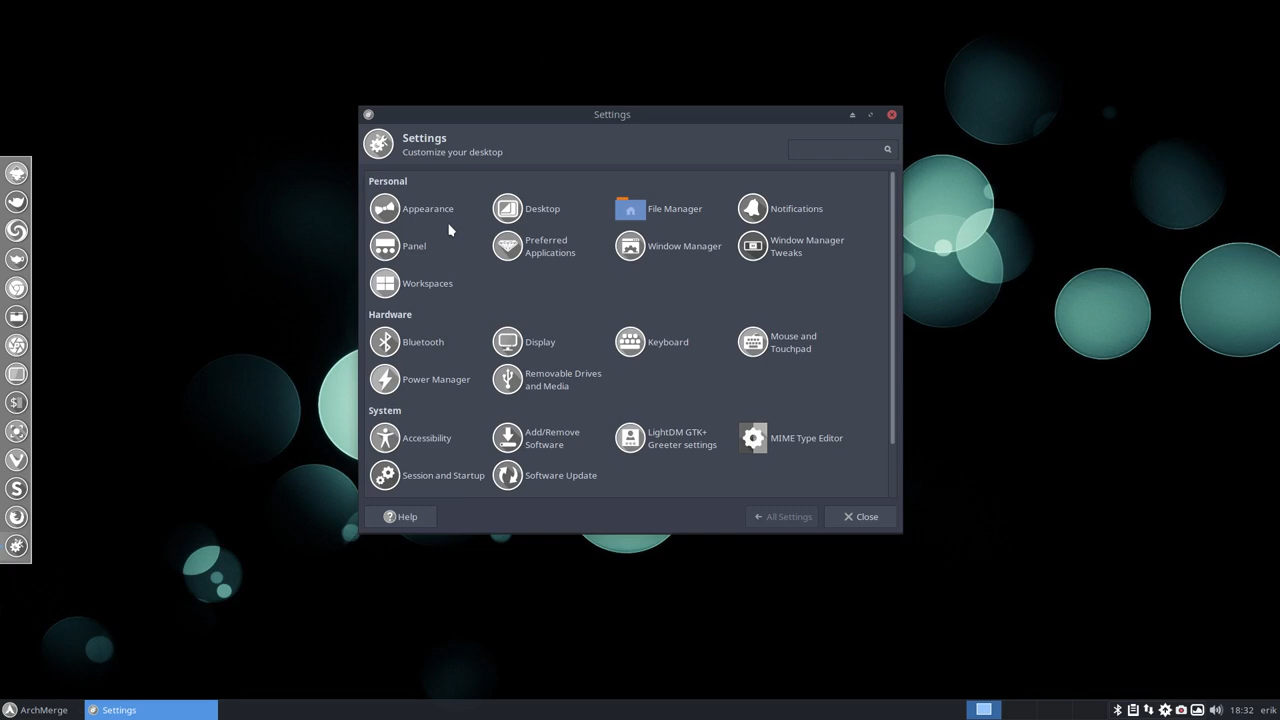 Settings
Settings
Customize your desktop
Personal
Appearance
Desktop
File Manager
Notifications
Panel
Preferred
Applications
Window Manager
Window Manager
Tweaks
Workspaces
Hardware
Bluetooth
Display
Keyboard
Mouse and
Touchpad
Power Manager
Removable Drives
and Media
System
Accessibility
Add/Remove
Software
LightDM GTK+
Greeter settings
MIME Type Editor
Session and Startup
Software Update
Help
All Settings
Close
ArchMerge
Settings
18:32
erik